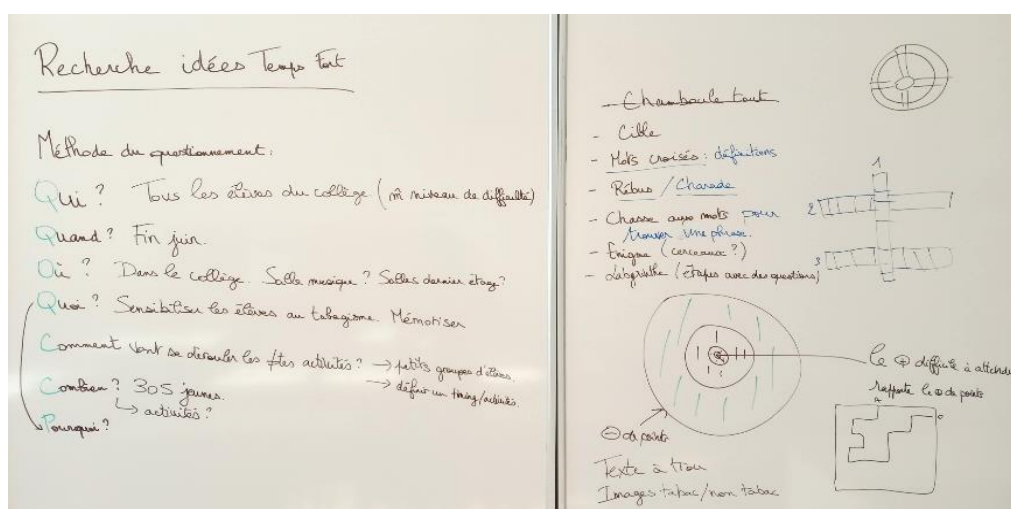 Recherche idées Temps Fort
Méthode du questionnement :
Qui ? Tous les élèves du collège (m̂ niveau de difficulté)
Quand ? Fin juin.
Où ? Dans le collège. Salle musique ? Salles dernier étage ?
Quoi ? Sensibiliser les élèves au tabagisme. Mémoriser
Comment vont se dérouler les ≠tes activités ? → petits groupes d'élèves.
→ définir un timing/activités.
Combien ? 305 jeunes.
↳ activités ?
Pourquoi ?
- Chamboule tout
- Cible
- Mots croisés : définitions
- Rébus / Charade
- Chasse aux mots pour
trouver une phrase.
- Enigme (cerceaux ?)
- Labyrinthe (étapes avec des questions)
1
2
3
le ⊕ difficile à atteindre
rapporte le ⊕ de points
⊖ de points
Texte à trou
Images tabac/non tabac